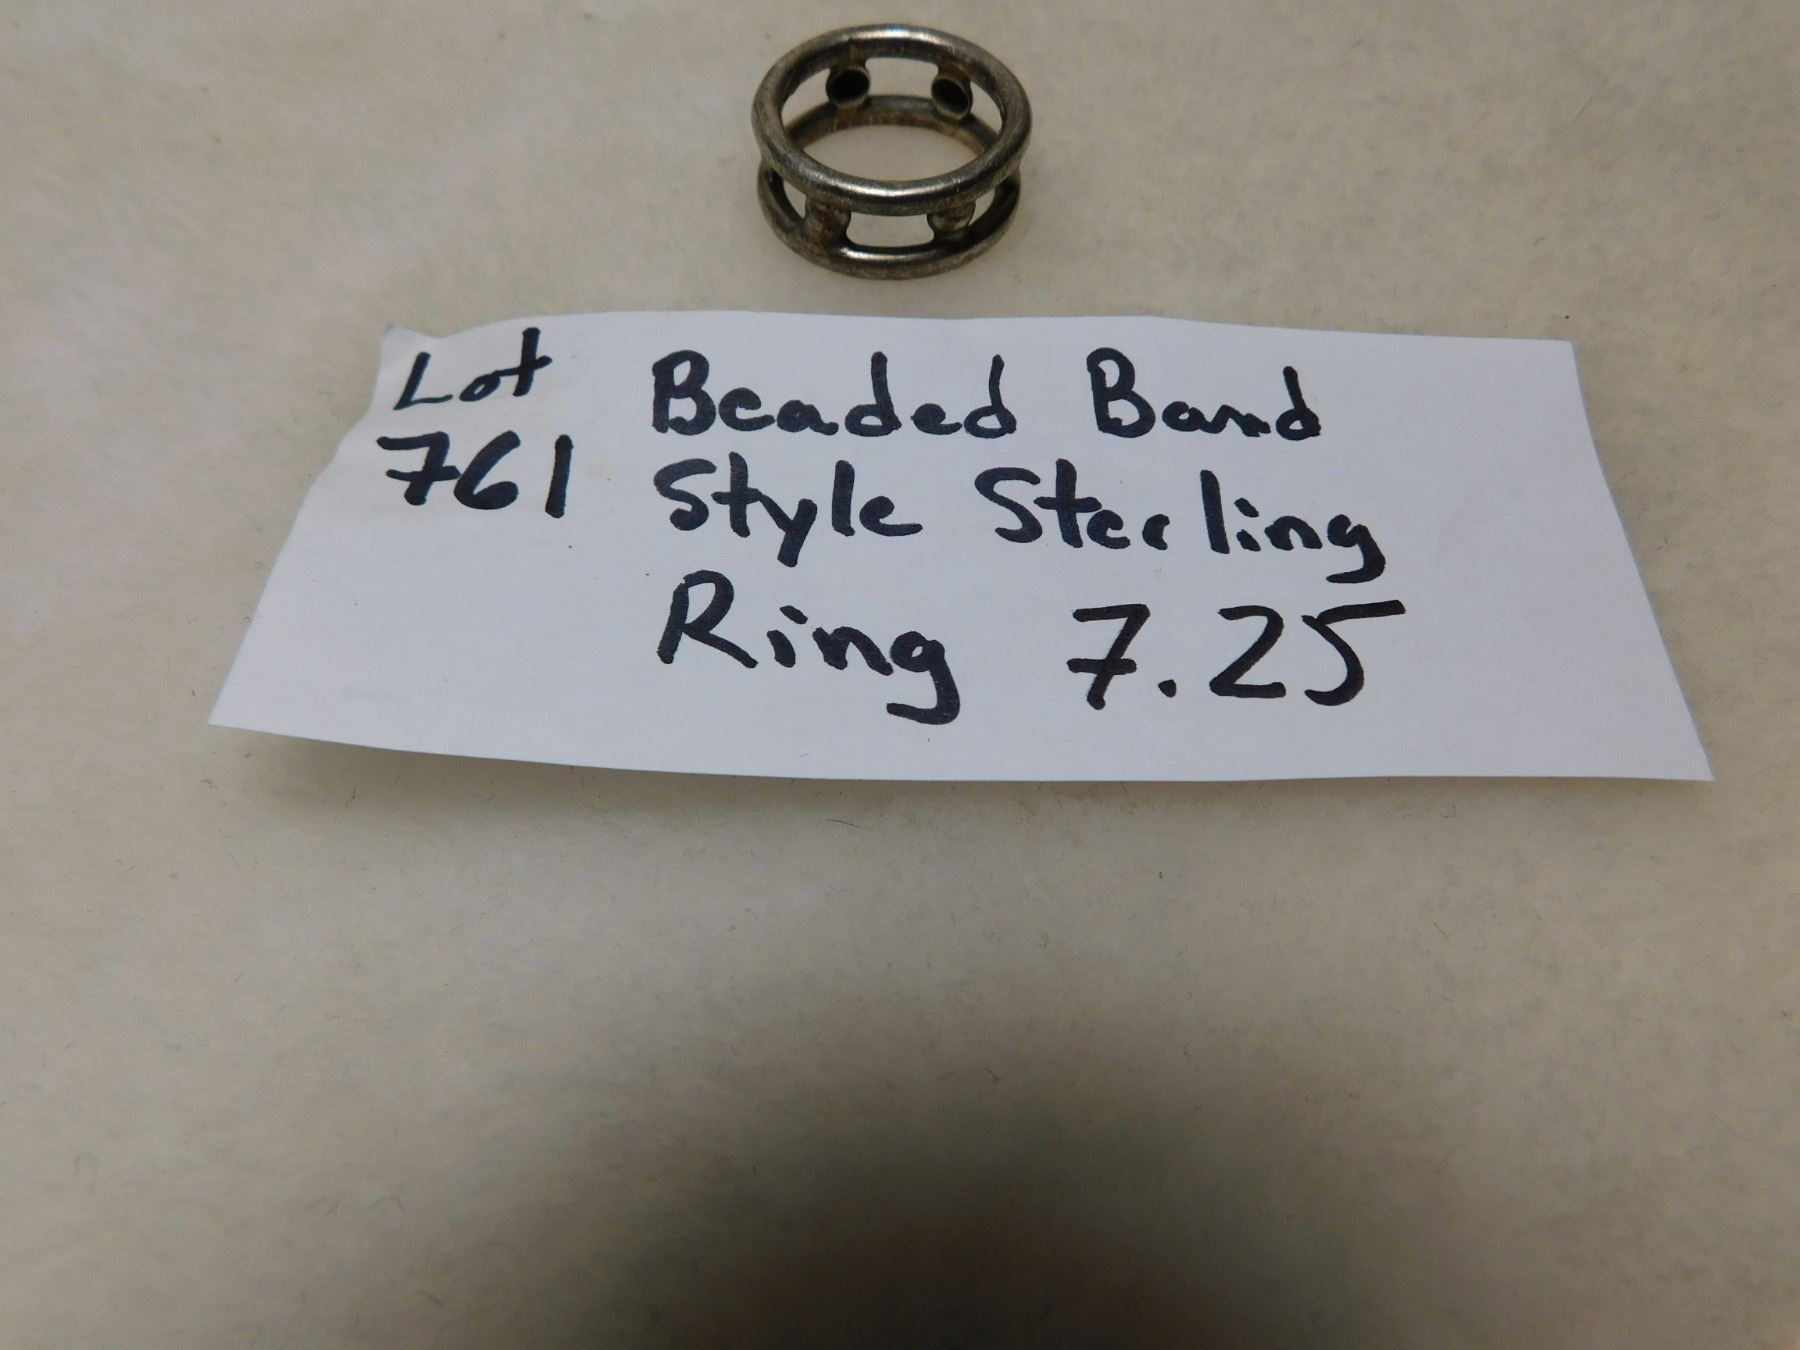 Lot
761
Beaded Band
Style Sterling
Ring 7.25